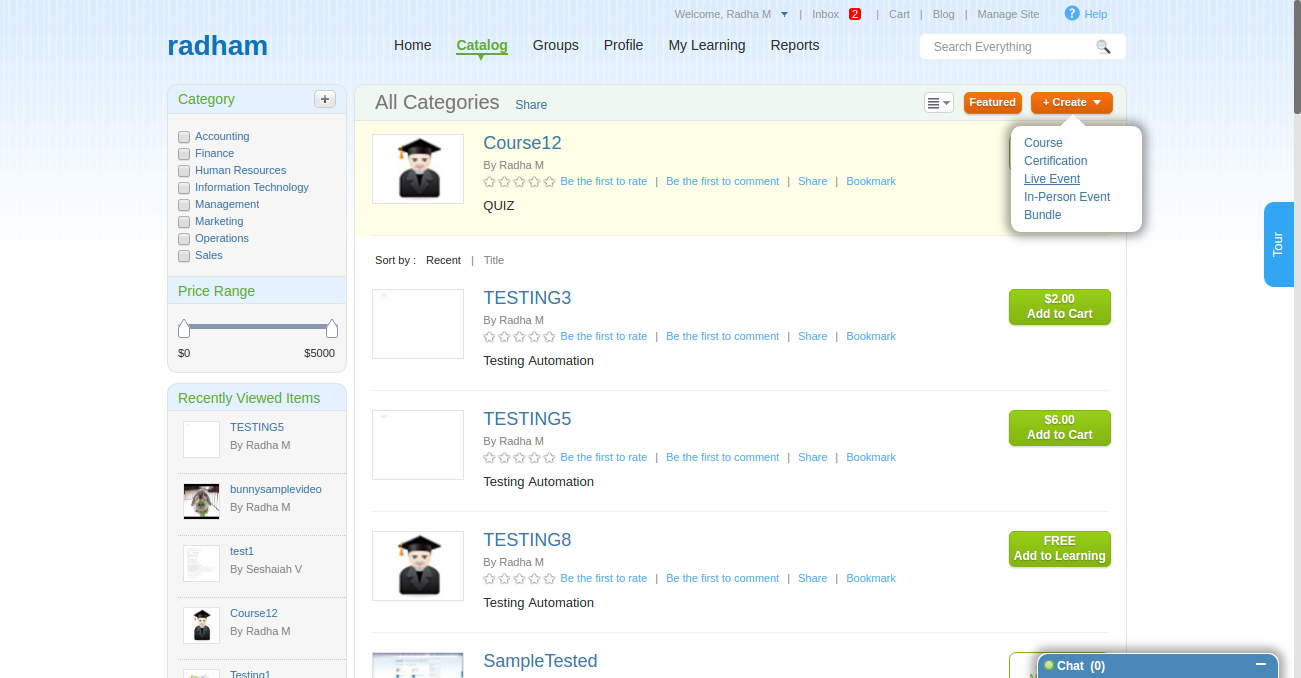 Welcome, Radha M | Inbox 2 | Cart | Blog | Manage Site ? Help
radham
Home Catalog Groups Profile My Learning Reports
Search Everything
Category +
Accounting
Finance
Human Resources
Information Technology
Management
Marketing
Operations
Sales
Price Range
$0 $5000
Recently Viewed Items
TESTING5
By Radha M
bunnysamplevideo
By Radha M
test1
By Seshaiah V
Course12
By Radha M
Testing1
All Categories Share
Featured
+ Create
Course
Certification
Live Event
In-Person Event
Bundle
Course12
By Radha M
Be the first to rate | Be the first to comment | Share | Bookmark
QUIZ
Sort by : Recent | Title
TESTING3
By Radha M
Be the first to rate | Be the first to comment | Share | Bookmark
Testing Automation
$2.00
Add to Cart
TESTING5
By Radha M
Be the first to rate | Be the first to comment | Share | Bookmark
Testing Automation
$6.00
Add to Cart
TESTING8
By Radha M
Be the first to rate | Be the first to comment | Share | Bookmark
Testing Automation
FREE
Add to Learning
SampleTested
Tour
Chat (0)